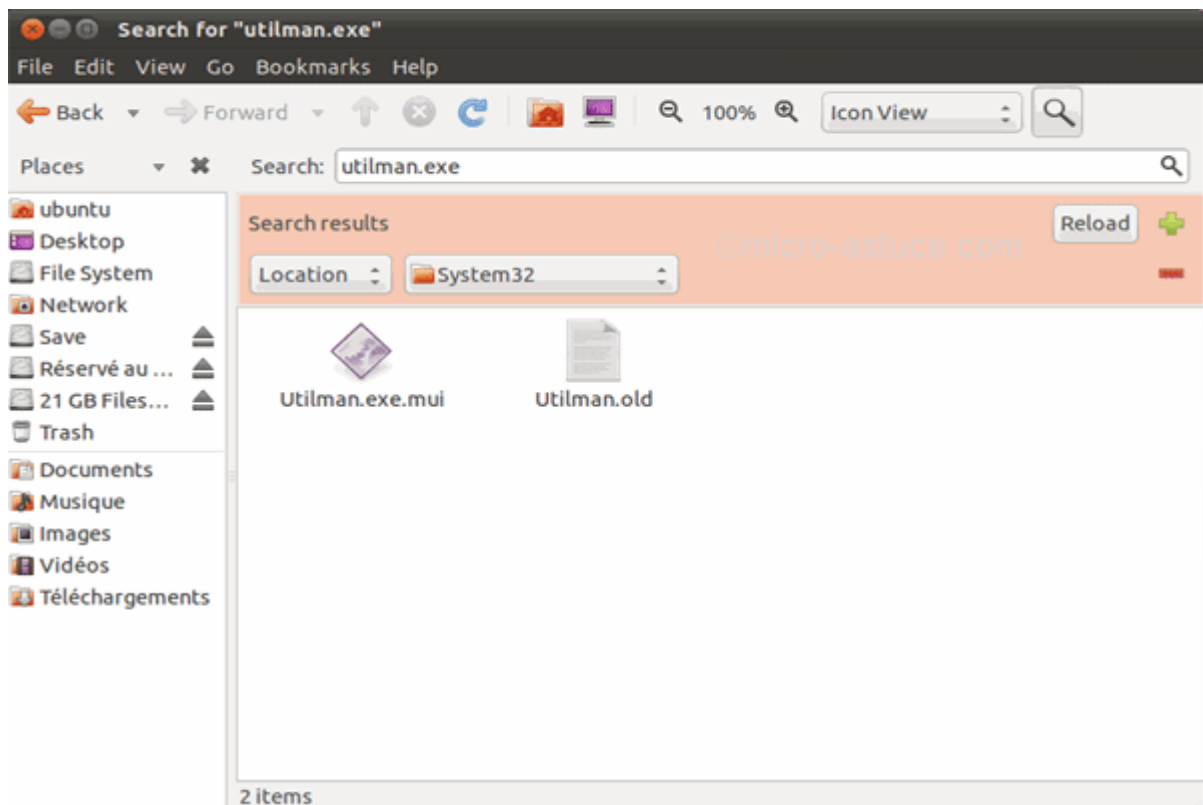 Search for "utilman.exe"
File Edit View Go Bookmarks Help
Back Forward 100% Icon View
Places Search: utilman.exe
ubuntu
Desktop
File System
Network
Save
Réservé au ...
21 GB Files...
Trash
Documents
Musique
Images
Vidéos
Téléchargements
Search results Reload
©micro-astuce.com
Location System32
Utilman.exe.mui Utilman.old
2 items